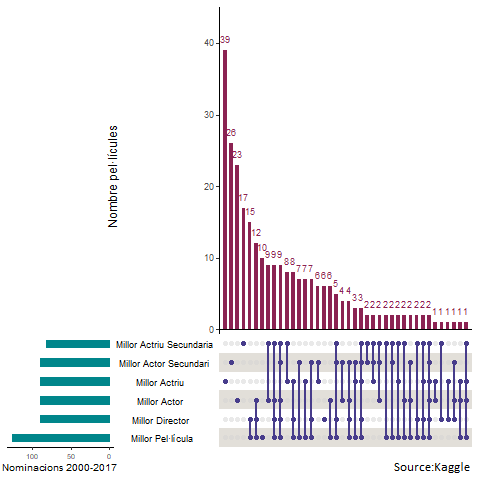 Nombre pel·lícules
40
30
20
10
0
39
26
23
17
15
12
10
9 9 9
8 8
7 7 7
6 6 6
5
4 4
3 3
2 2 2 2 2 2 2 2 2 2 2
1 1 1 1 1 1
Millor Actriu Secundaria
Millor Actor Secundari
Millor Actriu
Millor Actor
Millor Director
Millor Pel·lícula
100 50 0
Nominacions 2000-2017
Source:Kaggle